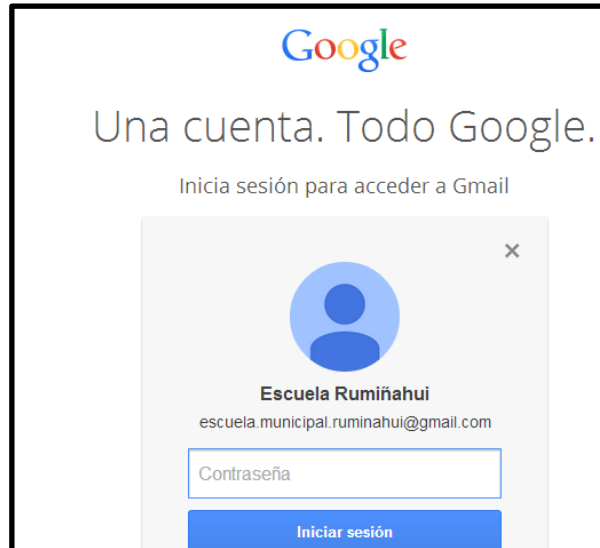 Google
Una cuenta. Todo Google.
Inicia sesión para acceder a Gmail
Escuela Rumiñahui
escuela.municipal.ruminahui@gmail.com
Contraseña
Iniciar sesión